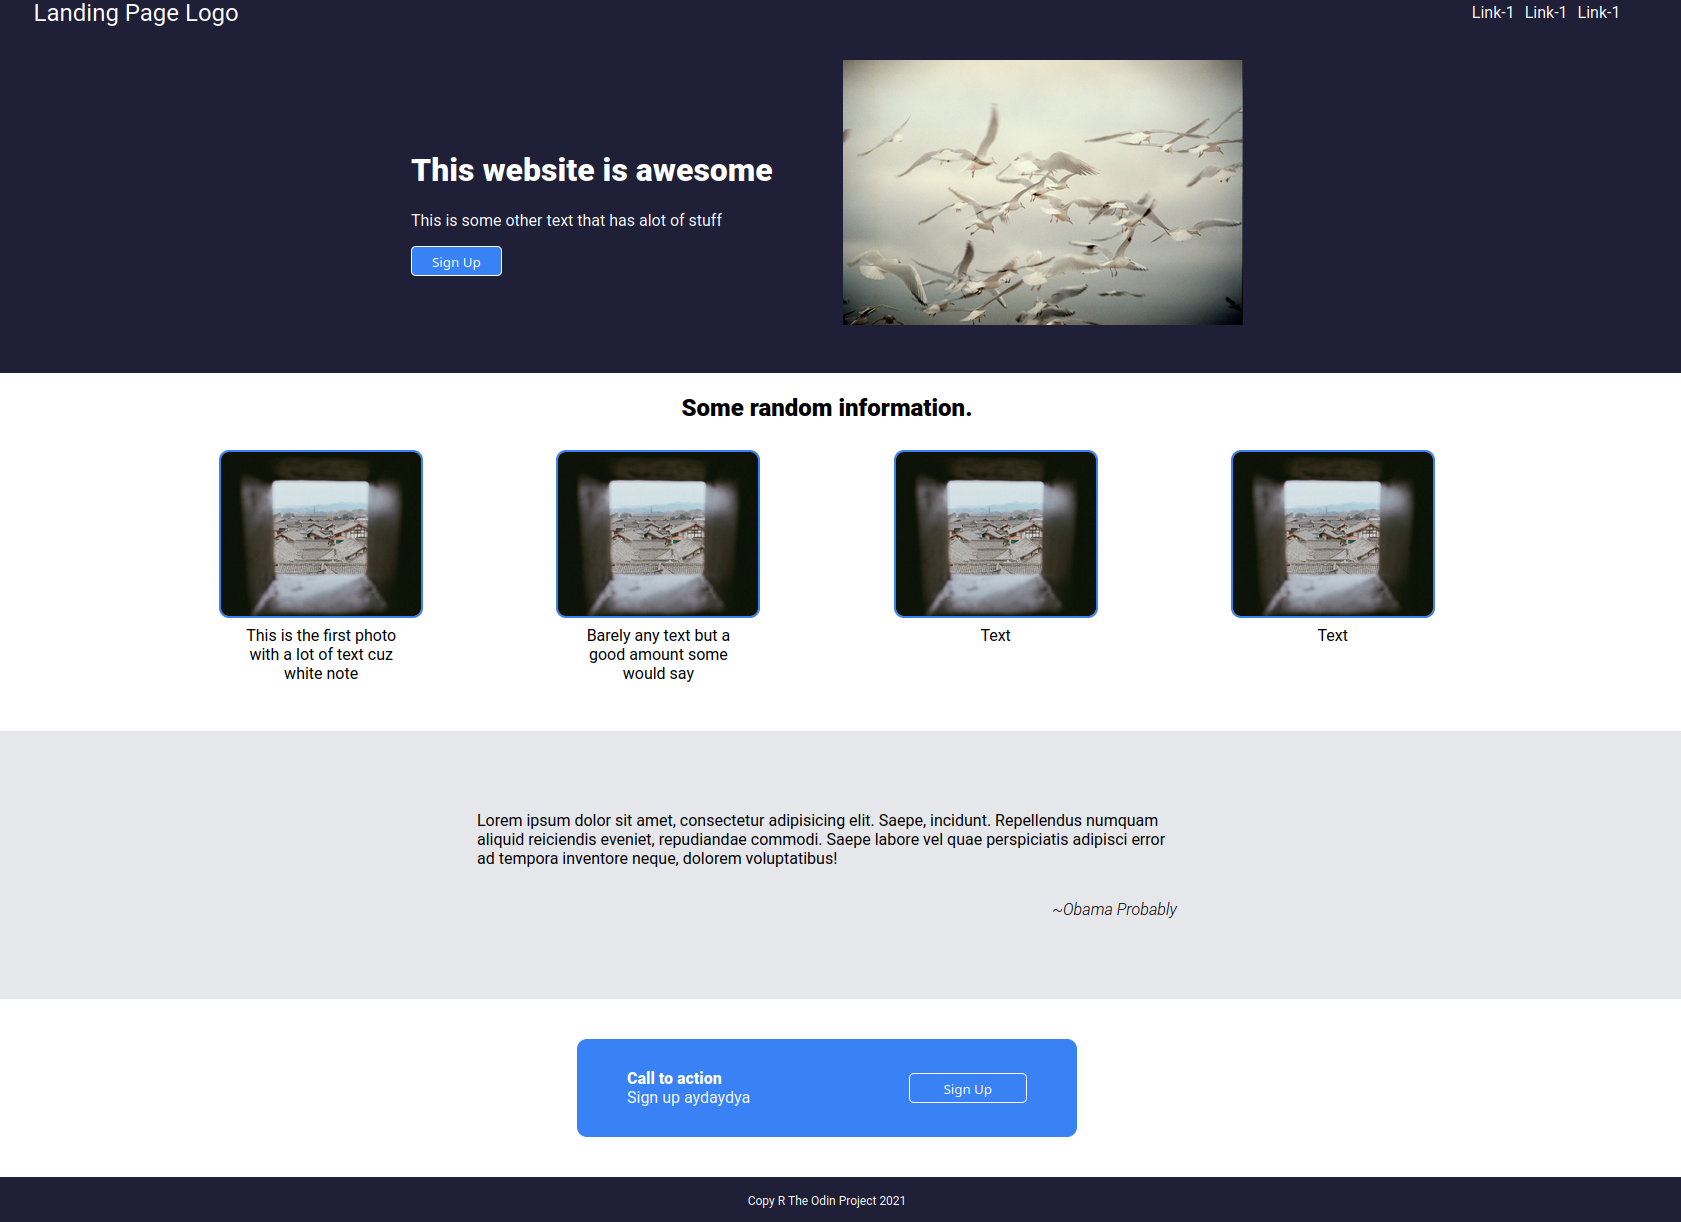 Landing Page Logo
Link-1 Link-1 Link-1
This website is awesome
This is some other text that has alot of stuff
Sign Up
Some random information.
This is the first photo
with a lot of text cuz
white note
Barely any text but a
good amount some
would say
Text
Text
Lorem ipsum dolor sit amet, consectetur adipisicing elit. Saepe, incidunt. Repellendus numquam
aliquid reiciendis eveniet, repudiandae commodi. Saepe labore vel quae perspiciatis adipisci error
ad tempora inventore neque, dolorem voluptatibus!
~Obama Probably
Call to action
Sign up aydaydya
Sign Up
Copy R The Odin Project 2021